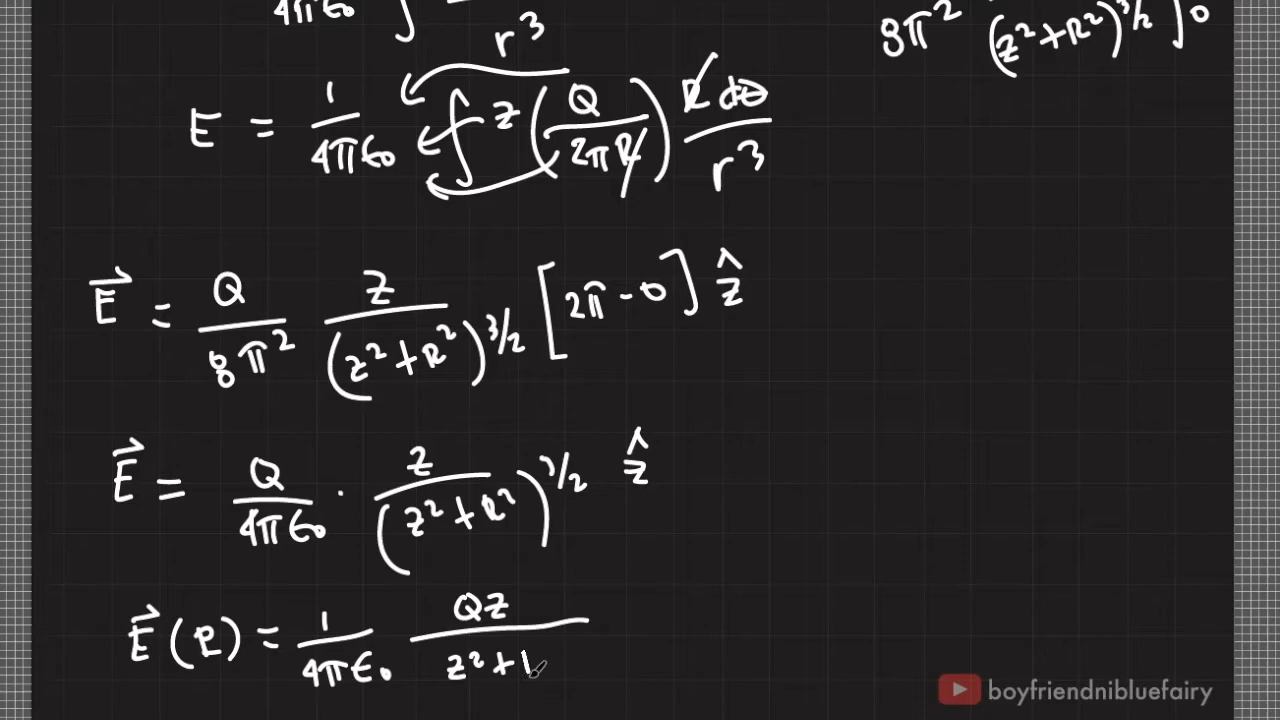 4πϵ₀ ∫ r³
8π² (z²+R²)^3/2 ]0
E = 1/4πϵ₀ ∫ z (Q/2πR) R dθ/r³
E⃗ = Q/8π² z/(z²+R²)^3/2 [2π - 0] ẑ
E⃗ = Q/4πϵ₀ · z/(z²+R²)^3/2 ẑ
E⃗(R) = 1/4πϵ₀ Qz/z²+
boyfriendnibluefairy